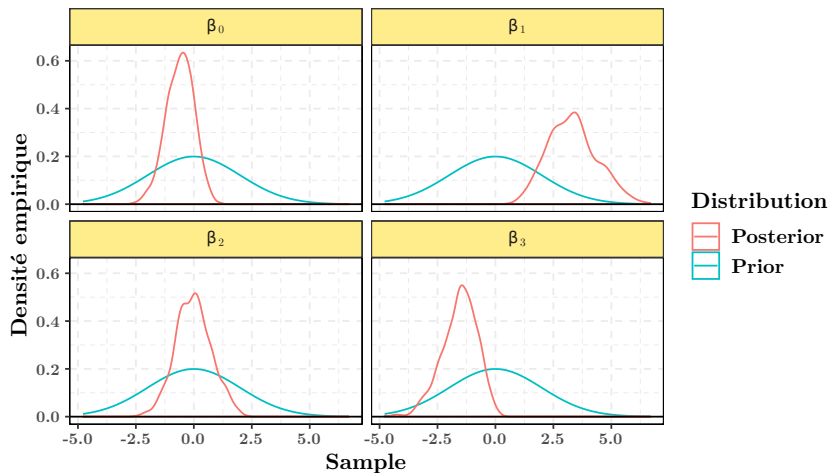 β₀ β₁
0.6
0.4
0.2
0.0
β₂ β₃
0.6
0.4
0.2
0.0
-5.0 -2.5 0.0 2.5 5.0 -5.0 -2.5 0.0 2.5 5.0
Sample
Densité empirique
Distribution
Posterior
Prior